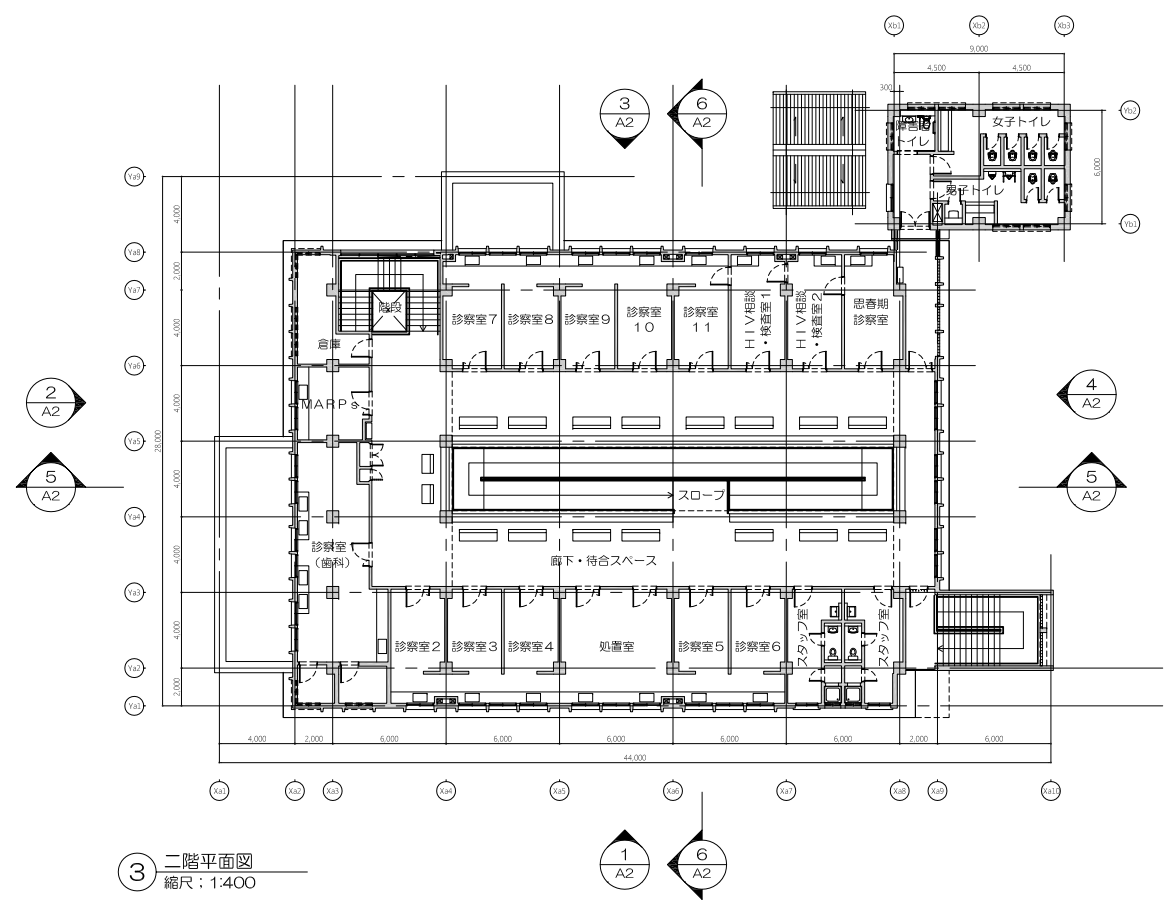 Xb1
Xb2
Xb3
9,000
4,500
4,500
300
3
A2
6
A2
障害者
トイレ
女子トイレ
男子トイレ
Yb2
6,000
Yb1
Ya9
4,000
Ya8
2,000
Ya7
4,000
Ya6
4,000
28,000
Ya5
4,000
Ya4
4,000
Ya3
4,000
Ya2
2,000
Ya1
階段
倉庫
診察室7
診察室8
診察室9
診察室
10
診察室
11
HIV相談
・検査室1
HIV相談
・検査室2
思春期
診察室
MARPs
2
A2
5
A2
4
A2
5
A2
スロープ
診察室
(歯科)
廊下・待合スペース
診察室2
診察室3
診察室4
処置室
診察室5
診察室6
スタッフ室
スタッフ室
4,000
2,000
6,000
6,000
6,000
6,000
6,000
2,000
6,000
44,000
Xa1
Xa2
Xa3
Xa4
Xa5
Xa6
Xa7
Xa8
Xa9
Xa10
1
A2
6
A2
3
二階平面図
縮尺;1:400